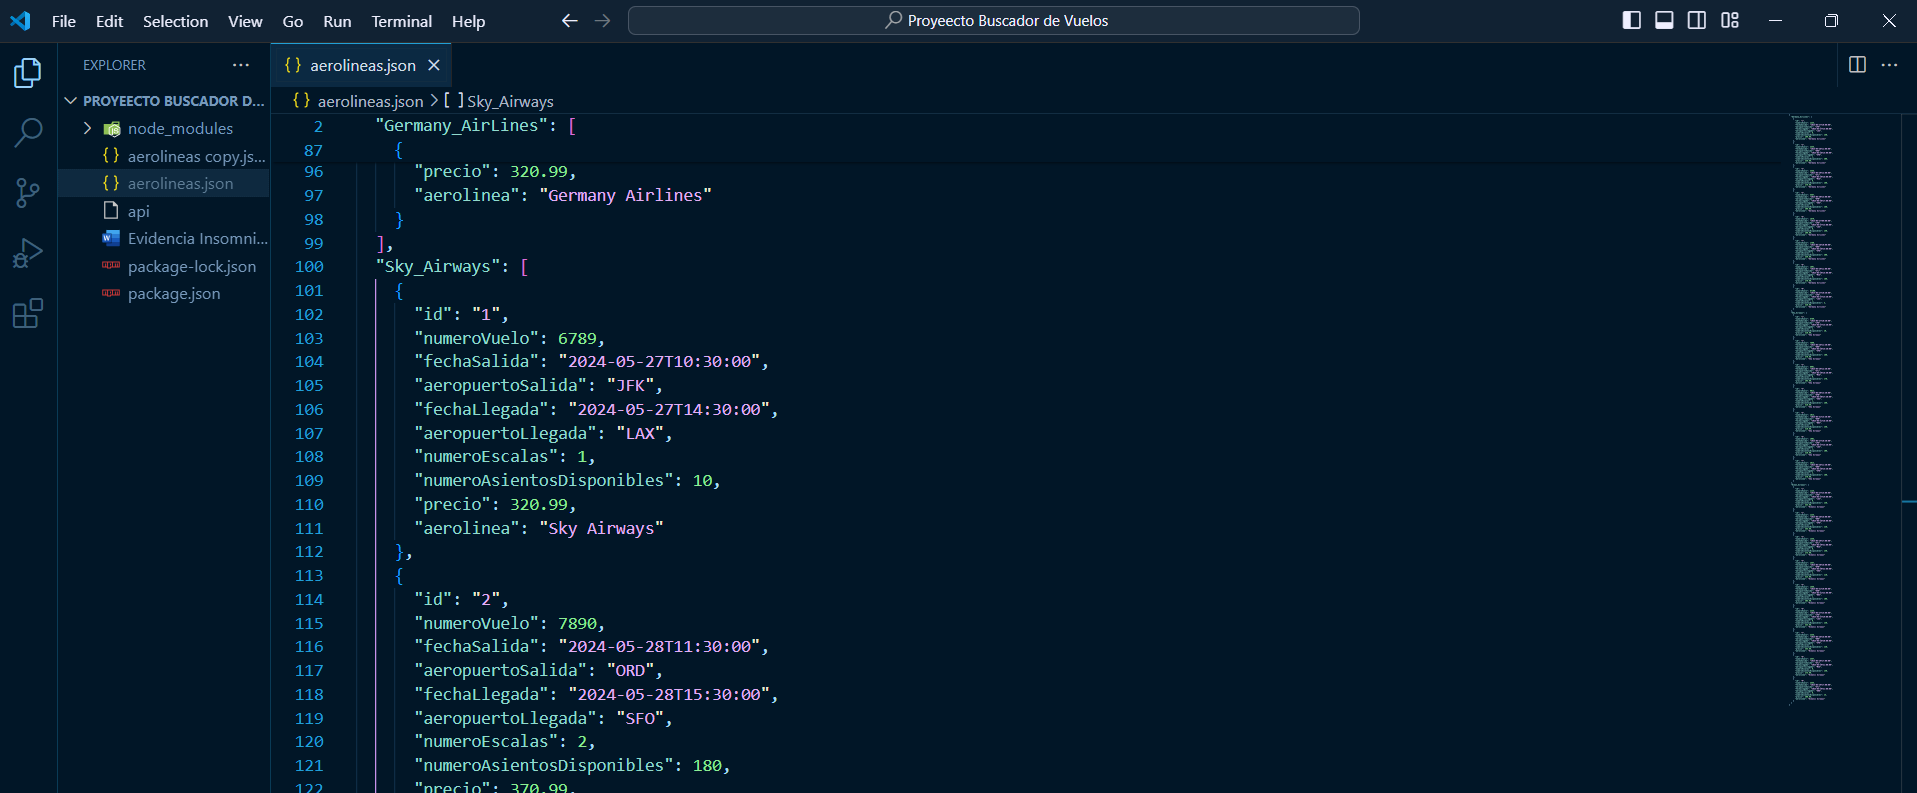 File Edit Selection View Go Run Terminal Help
Proyeecto Buscador de Vuelos
EXPLORER
PROYEECTO BUSCADOR D...
node_modules
aerolineas copy.js...
aerolineas.json
api
Evidencia Insomni...
package-lock.json
package.json
aerolineas.json
aerolineas.json > [ ] Sky_Airways
2 "Germany_AirLines": [
87 {
96 "precio": 320.99,
97 "aerolinea": "Germany Airlines"
98 }
99 ],
100 "Sky_Airways": [
101 {
102 "id": "1",
103 "numeroVuelo": 6789,
104 "fechaSalida": "2024-05-27T10:30:00",
105 "aeropuertoSalida": "JFK",
106 "fechaLlegada": "2024-05-27T14:30:00",
107 "aeropuertoLlegada": "LAX",
108 "numeroEscalas": 1,
109 "numeroAsientosDisponibles": 10,
110 "precio": 320.99,
111 "aerolinea": "Sky Airways"
112 },
113 {
114 "id": "2",
115 "numeroVuelo": 7890,
116 "fechaSalida": "2024-05-28T11:30:00",
117 "aeropuertoSalida": "ORD",
118 "fechaLlegada": "2024-05-28T15:30:00",
119 "aeropuertoLlegada": "SFO",
120 "numeroEscalas": 2,
121 "numeroAsientosDisponibles": 180,
122 "precio": 370.99,